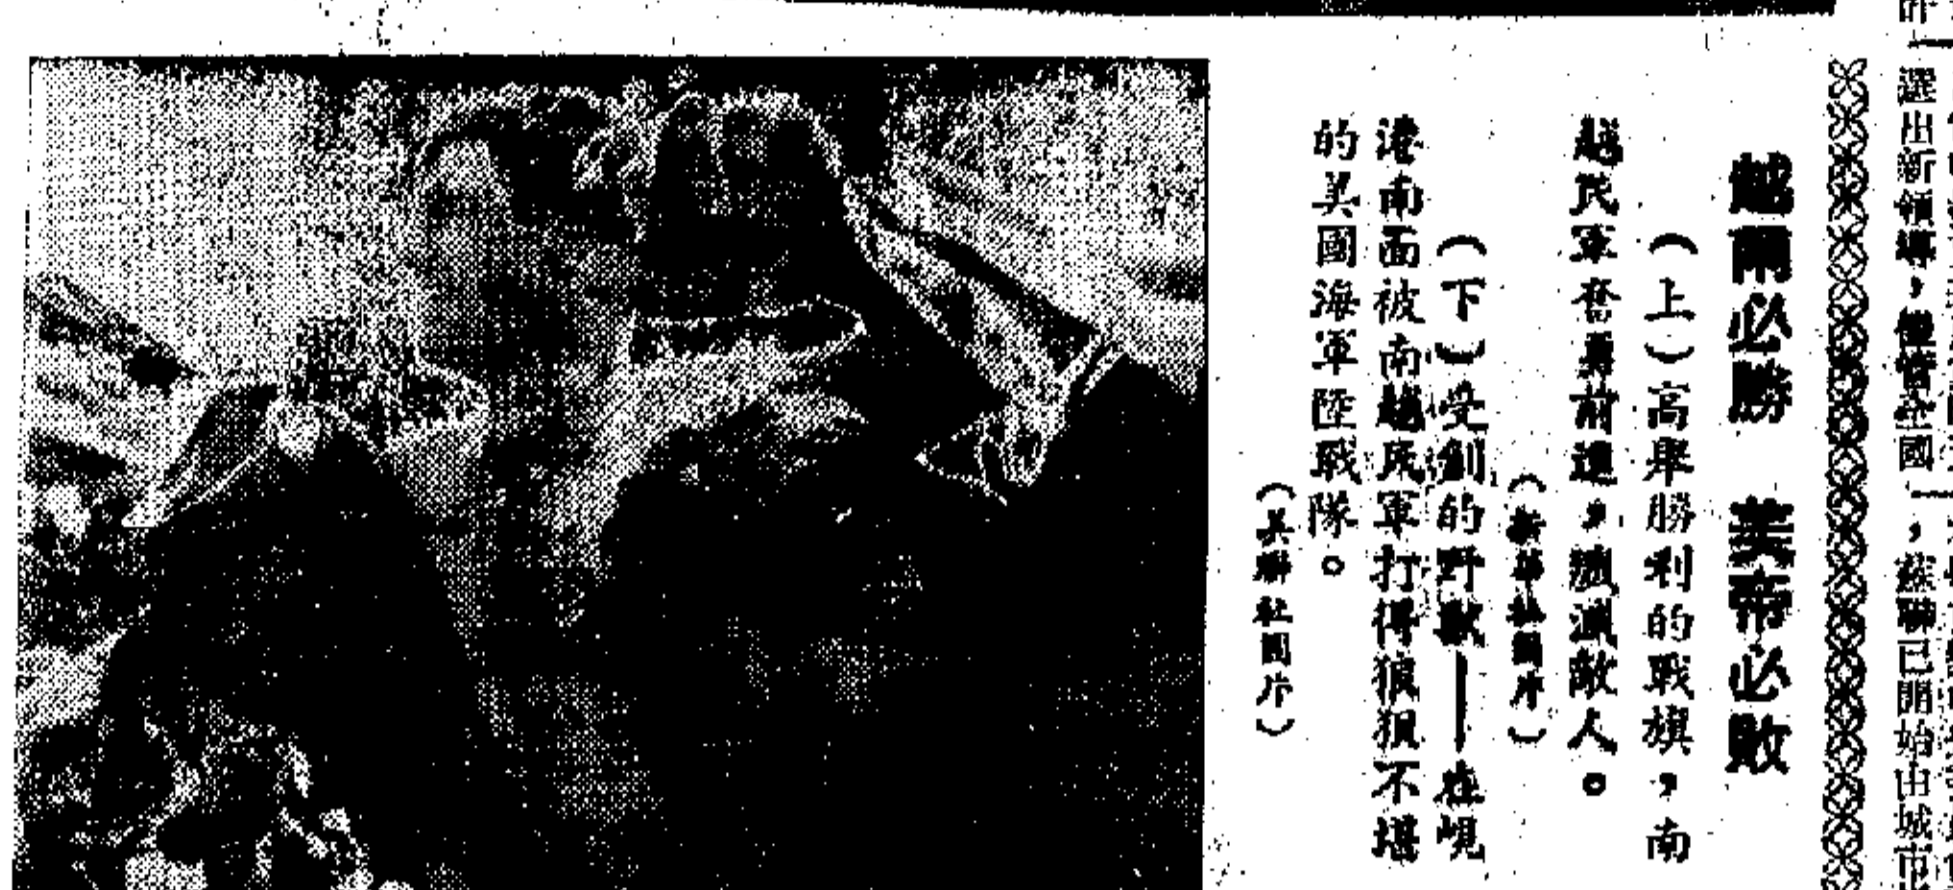 越南必勝　美帝必敗
（上）高舉勝利的戰旗，南
越民軍奮勇前進，殲滅敵人。
（新華社圖片）
（下）受創的野獸——在峴
港南面被南越民軍打得狼狽不堪
的美國海軍陸戰隊。
（美聯社圖片）
選出新領導，
全國
，蘇聯已開始由城市